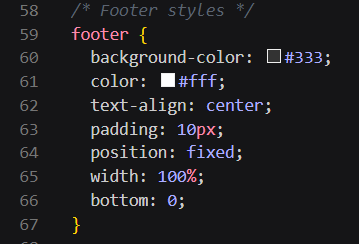 58 /* Footer styles */
59 footer {
60 background-color: #333;
61 color: #fff;
62 text-align: center;
63 padding: 10px;
64 position: fixed;
65 width: 100%;
66 bottom: 0;
67 }